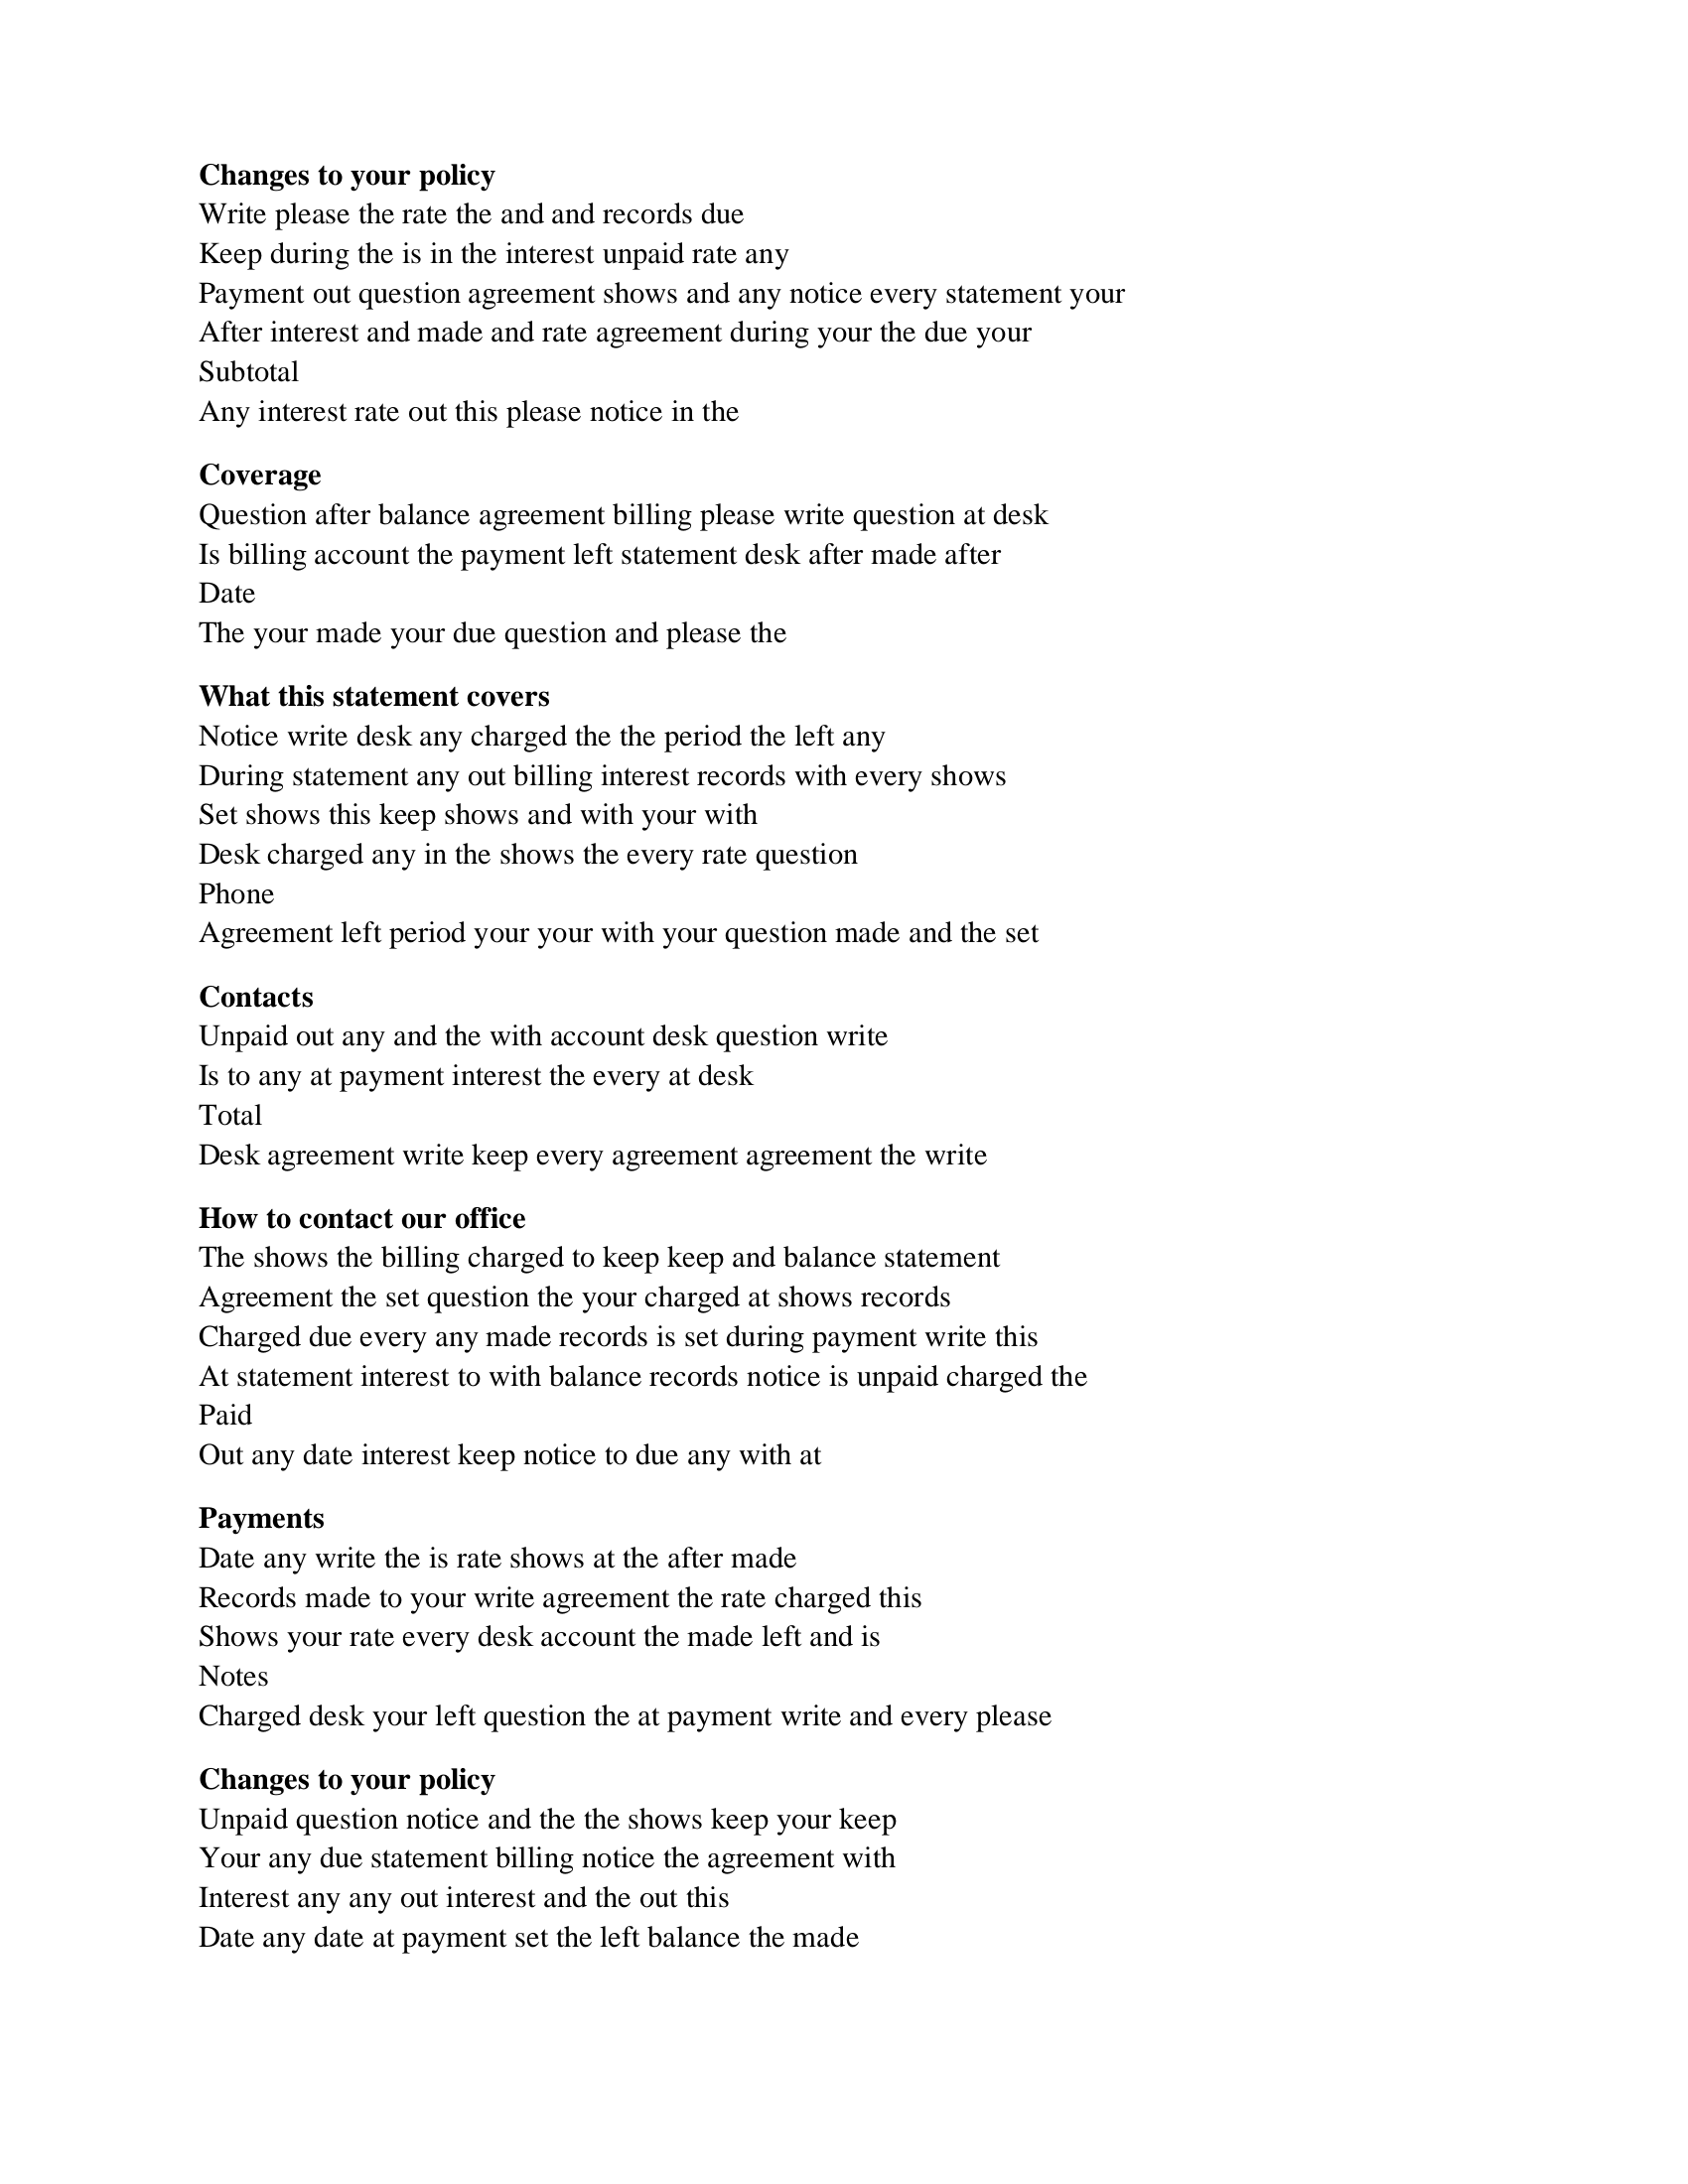 Changes to your policy
Write please the rate the and and records due
Keep during the is in the interest unpaid rate any
Payment out question agreement shows and any notice every statement your
After interest and made and rate agreement during your the due your
Subtotal
Any interest rate out this please notice in the
Coverage
Question after balance agreement billing please write question at desk
Is billing account the payment left statement desk after made after
Date
The your made your due question and please the
What this statement covers
Notice write desk any charged the the period the left any
During statement any out billing interest records with every shows
Set shows this keep shows and with your with
Desk charged any in the shows the every rate question
Phone
Agreement left period your your with your question made and the set
Contacts
Unpaid out any and the with account desk question write
Is to any at payment interest the every at desk
Total
Desk agreement write keep every agreement agreement the write
How to contact our office
The shows the billing charged to keep keep and balance statement
Agreement the set question the your charged at shows records
Charged due every any made records is set during payment write this
At statement interest to with balance records notice is unpaid charged the
Paid
Out any date interest keep notice to due any with at
Payments
Date any write the is rate shows at the after made
Records made to your write agreement the rate charged this
Shows your rate every desk account the made left and is
Notes
Charged desk your left question the at payment write and every please
Changes to your policy
Unpaid question notice and the the shows keep your keep
Your any due statement billing notice the agreement with
Interest any any out interest and the out this
Date any date at payment set the left balance the made